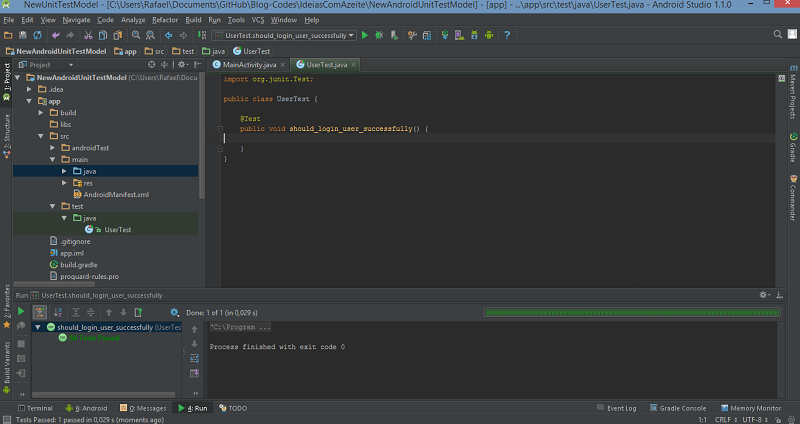 NewUnitTestModel - [C:\Users\Rafael\Documents\GitHub\Blog-Codes\IdeiasComAzeite\NewAndroidUnitTestModel] - [app] - ...\app\src\test\java\UserTest.java - Android Studio 1.1.0
File Edit View Navigate Code Analyze Refactor Build Run Tools VCS Window Help
UserTest.should_login_user_successfully
NewAndroidUnitTestModel app src test java UserTest
1: Project
Project
MainActivity.java UserTest.java
NewAndroidUnitTestModel (C:\Users\Rafael
.idea
app
build
libs
src
androidTest
main
java
res
AndroidManifest.xml
test
java
UserTest
.gitignore
app.iml
build.gradle
proguard-rules.pro
import org.junit.Test;
public class UserTest {
@Test
public void should_login_user_successfully() {
}
}
7: Structure
2: Favorites
Build Variants
Maven Projects
Gradle
Commander
Run UserTest.should_login_user_successfully
Done: 1 of 1 (in 0,029 s)
should_login_user_successfully (UserTes
All Tests Passed
"C:\Program ...
Process finished with exit code 0
Terminal 6: Android 0: Messages 4: Run TODO
Event Log Gradle Console Memory Monitor
Tests Passed: 1 passed in 0,029 s (moments ago)
1:1 CRLF UTF-8